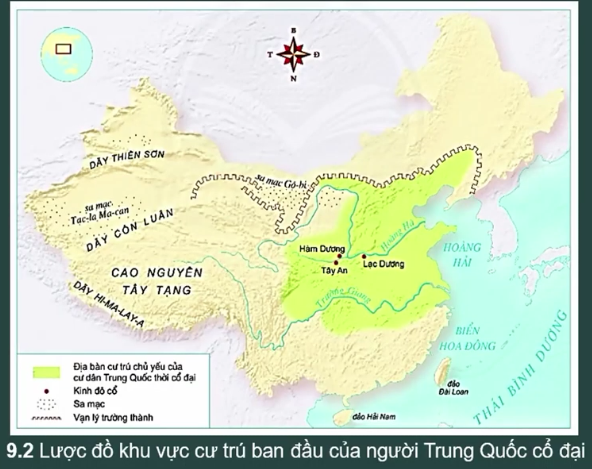 B
T
Đ
N
DÃY THIÊN SƠN
sa mạc Gô-bi
sa mạc
Tac-la Ma-can
DÃY CÔN LUÂN
CAO NGUYÊN
TÂY TẠNG
DÃY HI-MA-LAY-A
Hàm Dương
Tây An
Lạc Dương
Hoàng Hà
Trường Giang
HOÀNG
HẢI
BIỂN
HOA ĐÔNG
THÁI BÌNH DƯƠNG
đảo
Đài Loan
đảo Hải Nam
Địa bàn cư trú chủ yếu của
cư dân Trung Quốc thời cổ đại
Kinh đô cổ
Sa mạc
Vạn lý trường thành
9.2 Lược đồ khu vực cư trú ban đầu của người Trung Quốc cổ đại